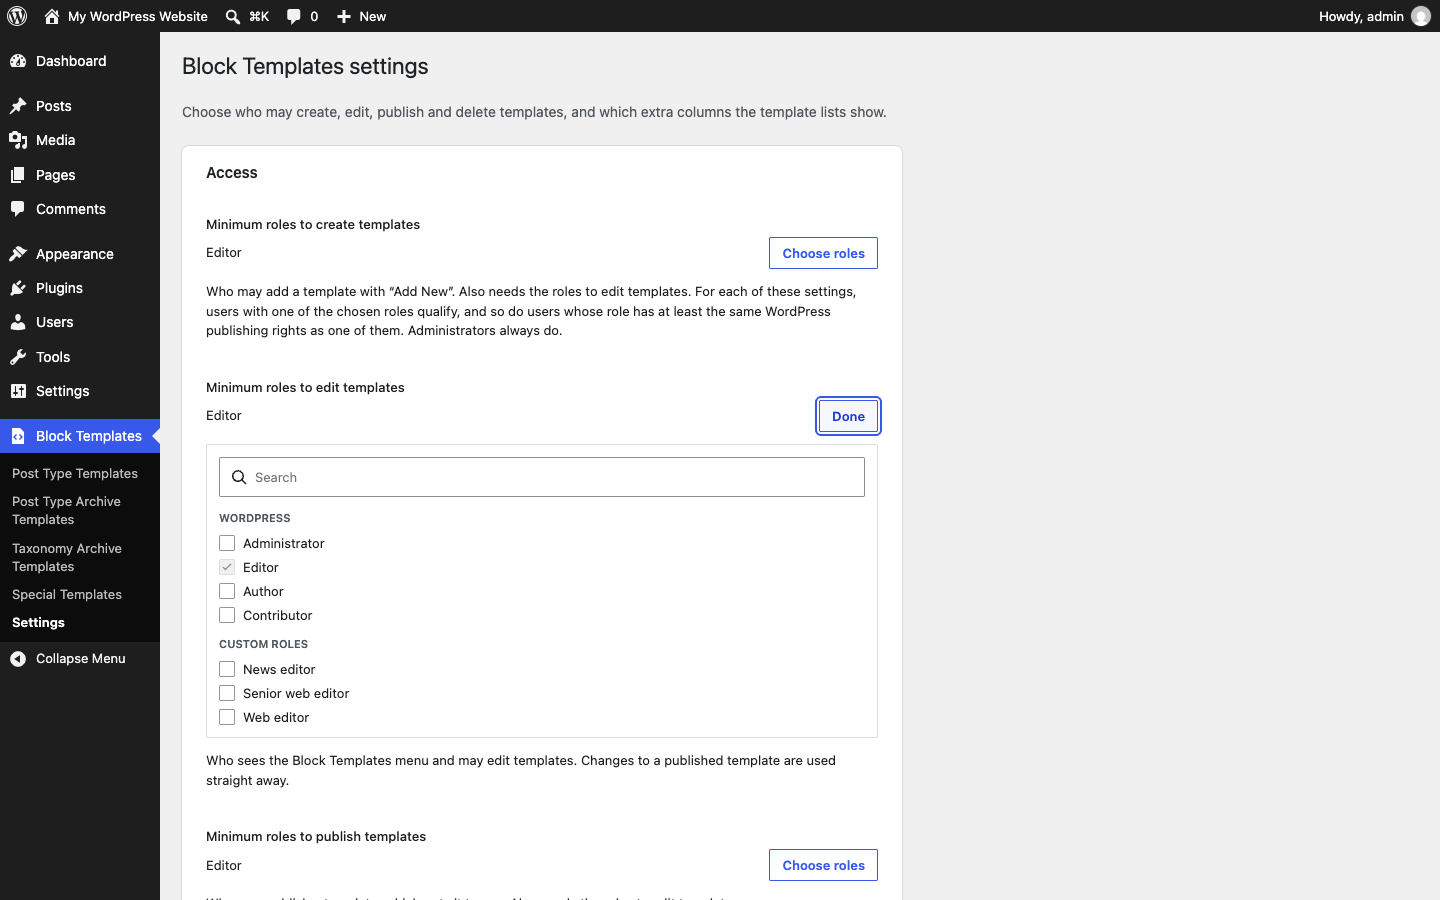 My WordPress Website
⌘K
0
New
Howdy, admin
Dashboard
Posts
Media
Pages
Comments
Appearance
Plugins
Users
Tools
Settings
Block Templates
Post Type Templates
Post Type Archive
Templates
Taxonomy Archive
Templates
Special Templates
Settings
Collapse Menu
Block Templates settings
Choose who may create, edit, publish and delete templates, and which extra columns the template lists show.
Access
Minimum roles to create templates
Editor
Choose roles
Who may add a template with “Add New”. Also needs the roles to edit templates. For each of these settings,
users with one of the chosen roles qualify, and so do users whose role has at least the same WordPress
publishing rights as one of them. Administrators always do.
Minimum roles to edit templates
Editor
Done
Search
WORDPRESS
Administrator
Editor
Author
Contributor
CUSTOM ROLES
News editor
Senior web editor
Web editor
Who sees the Block Templates menu and may edit templates. Changes to a published template are used
straight away.
Minimum roles to publish templates
Editor
Choose roles